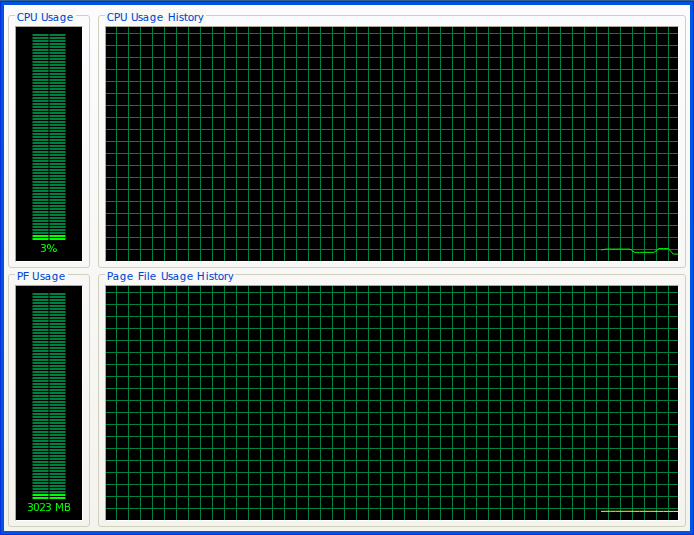 CPU Usage
CPU Usage History
3%
PF Usage
Page File Usage History
3023 MB